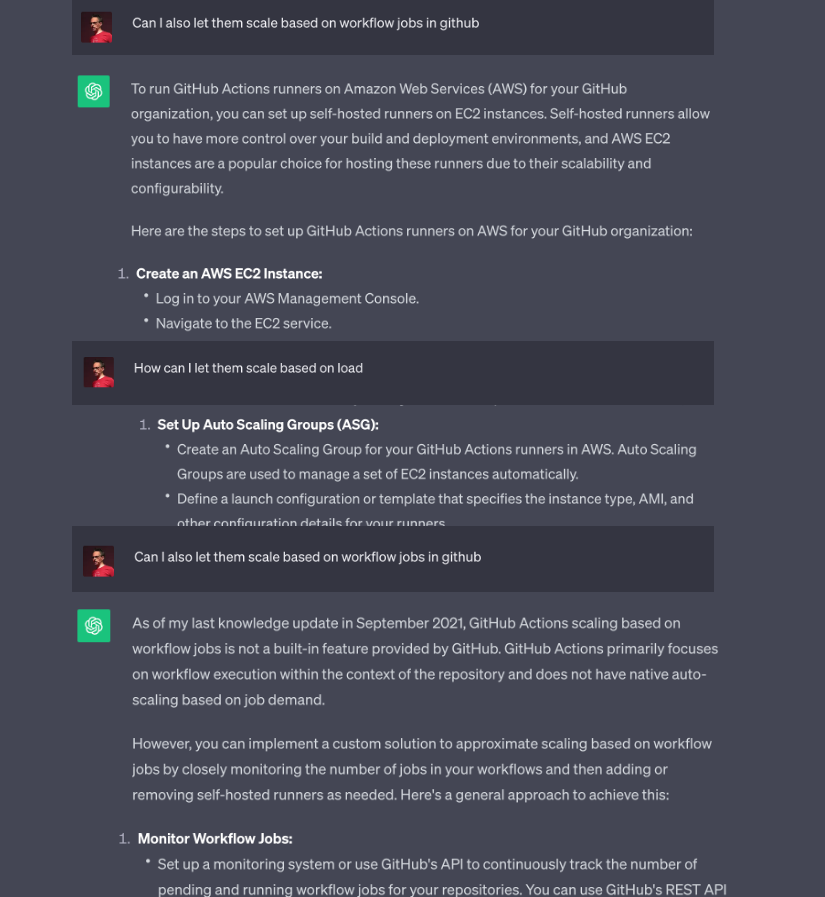 Can I also let them scale based on workflow jobs in github
To run GitHub Actions runners on Amazon Web Services (AWS) for your GitHub
organization, you can set up self-hosted runners on EC2 instances. Self-hosted runners allow
you to have more control over your build and deployment environments, and AWS EC2
instances are a popular choice for hosting these runners due to their scalability and
configurability.
Here are the steps to set up GitHub Actions runners on AWS for your GitHub organization:
1. Create an AWS EC2 Instance:
• Log in to your AWS Management Console.
• Navigate to the EC2 service.
How can I let them scale based on load
1. Set Up Auto Scaling Groups (ASG):
• Create an Auto Scaling Group for your GitHub Actions runners in AWS. Auto Scaling
Groups are used to manage a set of EC2 instances automatically.
• Define a launch configuration or template that specifies the instance type, AMI, and
other configuration details for your runners
Can I also let them scale based on workflow jobs in github
As of my last knowledge update in September 2021, GitHub Actions scaling based on
workflow jobs is not a built-in feature provided by GitHub. GitHub Actions primarily focuses
on workflow execution within the context of the repository and does not have native auto-
scaling based on job demand.
However, you can implement a custom solution to approximate scaling based on workflow
jobs by closely monitoring the number of jobs in your workflows and then adding or
removing self-hosted runners as needed. Here's a general approach to achieve this:
1. Monitor Workflow Jobs:
• Set up a monitoring system or use GitHub's API to continuously track the number of
pending and running workflow jobs for your repositories. You can use GitHub's REST API